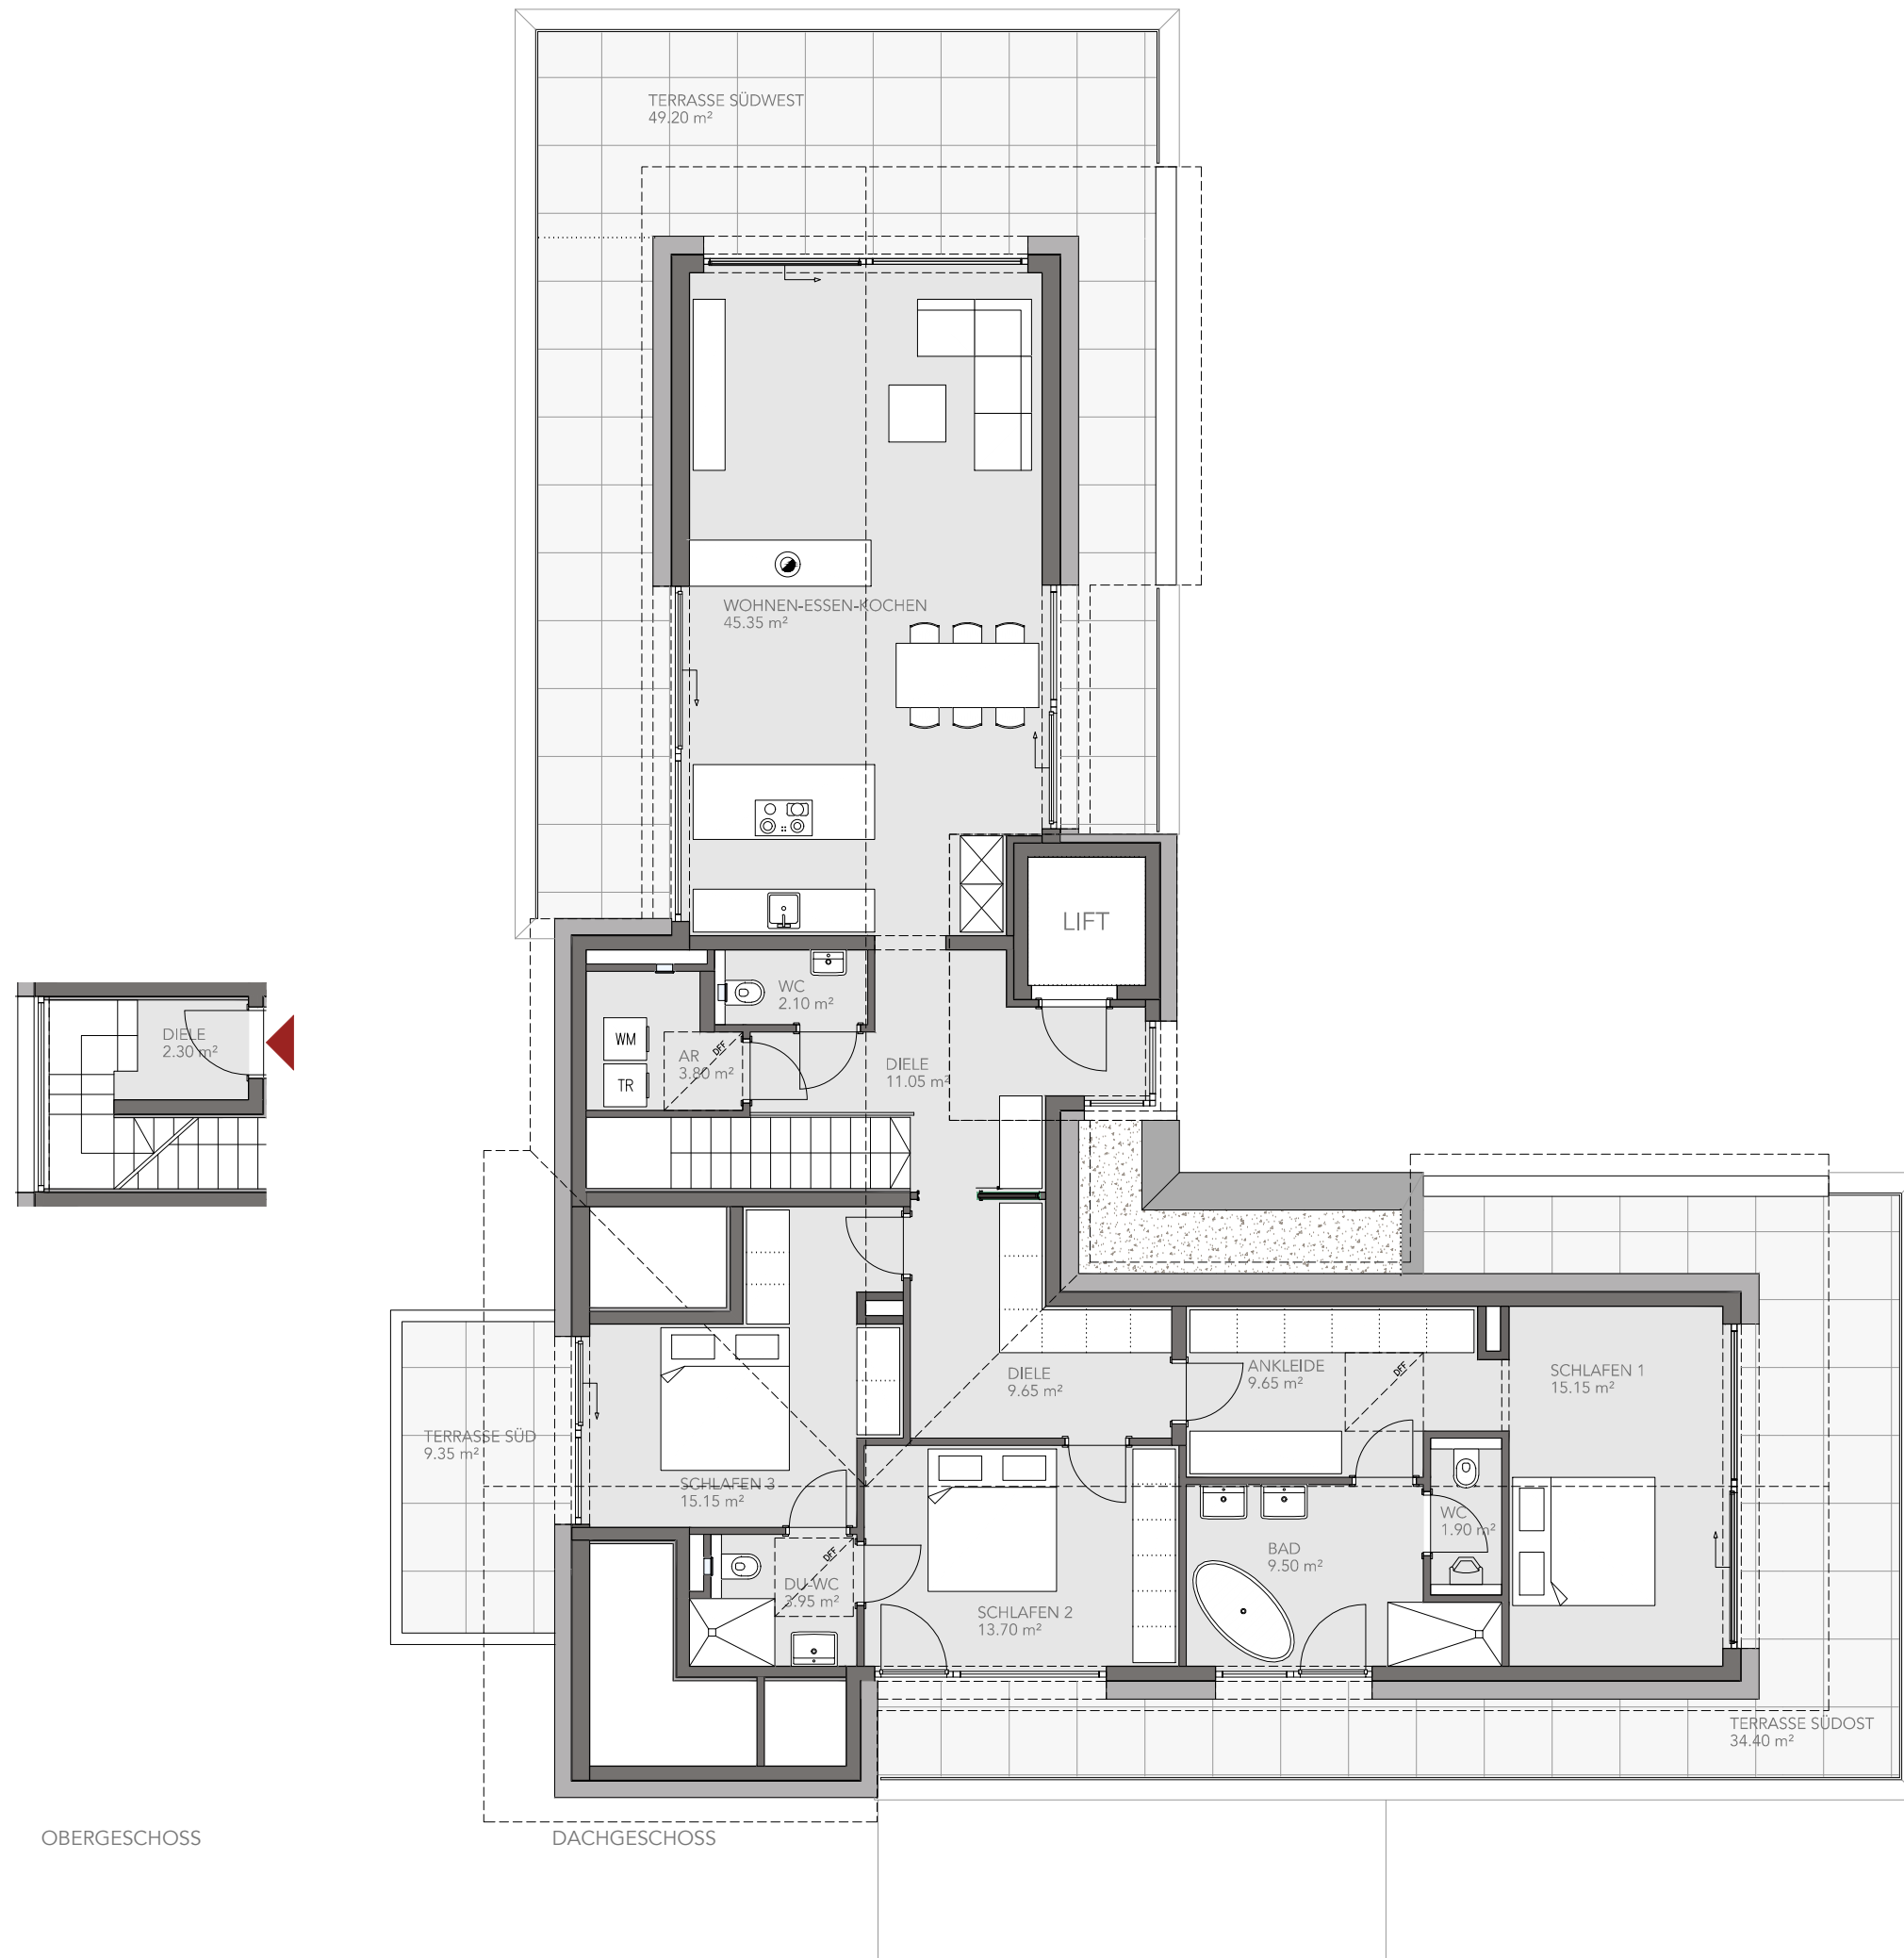 TERRASSE SÜDWEST
49.20 m²
WOHNEN-ESSEN-KOCHEN
45.35 m²
LIFT
WC
2.10 m²
WM
TR
AR
3.80 m²
DFF
DIELE
11.05 m²
DIELE
2.30 m²
DIELE
9.65 m²
ANKLEIDE
9.65 m²
DFF
SCHLAFEN 1
15.15 m²
TERRASSE SÜD
9.35 m²
SCHLAFEN 3
15.15 m²
WC
1.90 m²
BAD
9.50 m²
DU-WC
3.95 m²
DFF
SCHLAFEN 2
13.70 m²
TERRASSE SÜDOST
34.40 m²
OBERGESCHOSS
DACHGESCHOSS